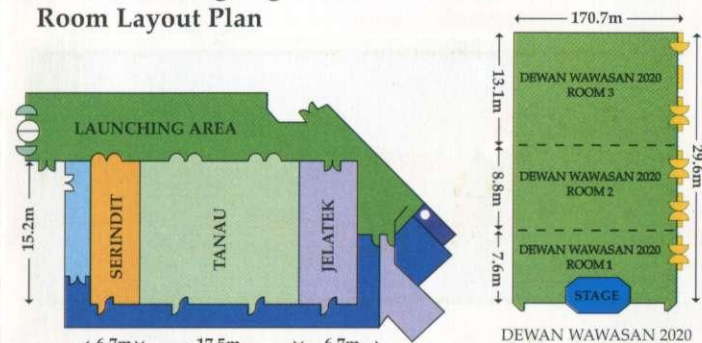 Room Layout Plan
LAUNCHING AREA
15.2m
SERINDIT
TANAU
JELATEK
6.7m
17.5m
6.7m
170.7m
13.1m
8.8m
7.6m
29.6m
DEWAN WAWASAN 2020
ROOM 3
DEWAN WAWASAN 2020
ROOM 2
DEWAN WAWASAN 2020
ROOM 1
STAGE
DEWAN WAWASAN 2020